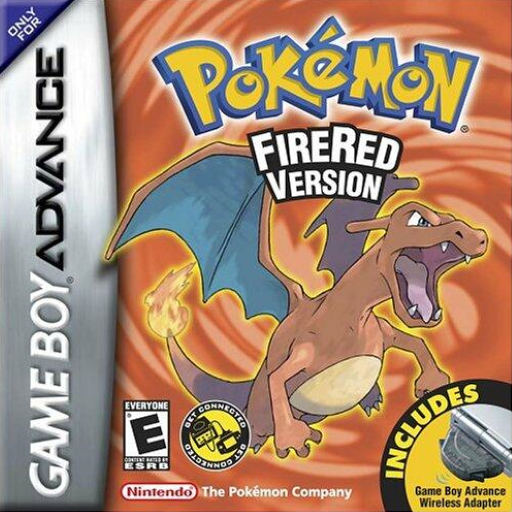 ONLY
FOR
GAME BOY ADVANCE
POKéMON
FIRERED
VERSION
EVERYONE
E
CONTENT RATED BY
ESRB
GET CONNECTED
GET CONNECTED
INCLUDES
Game Boy Advance
Wireless Adapter
Nintendo The Pokémon Company